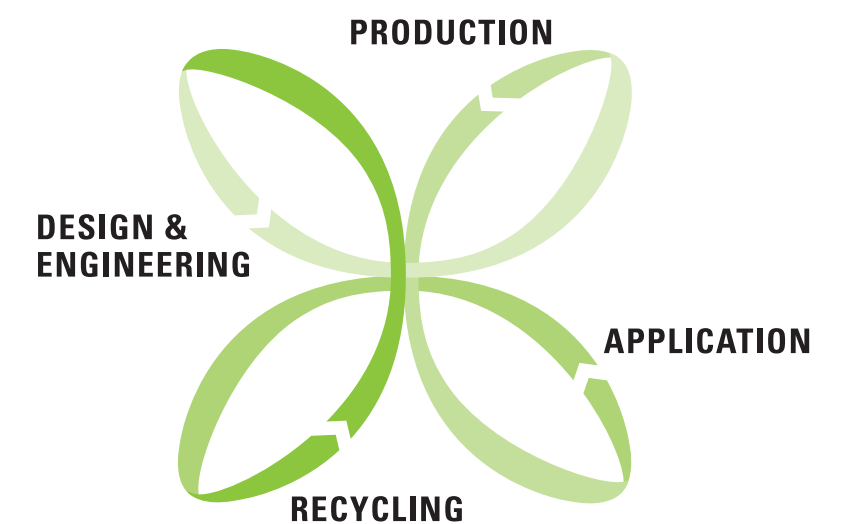 PRODUCTION
DESIGN &
ENGINEERING
APPLICATION
RECYCLING